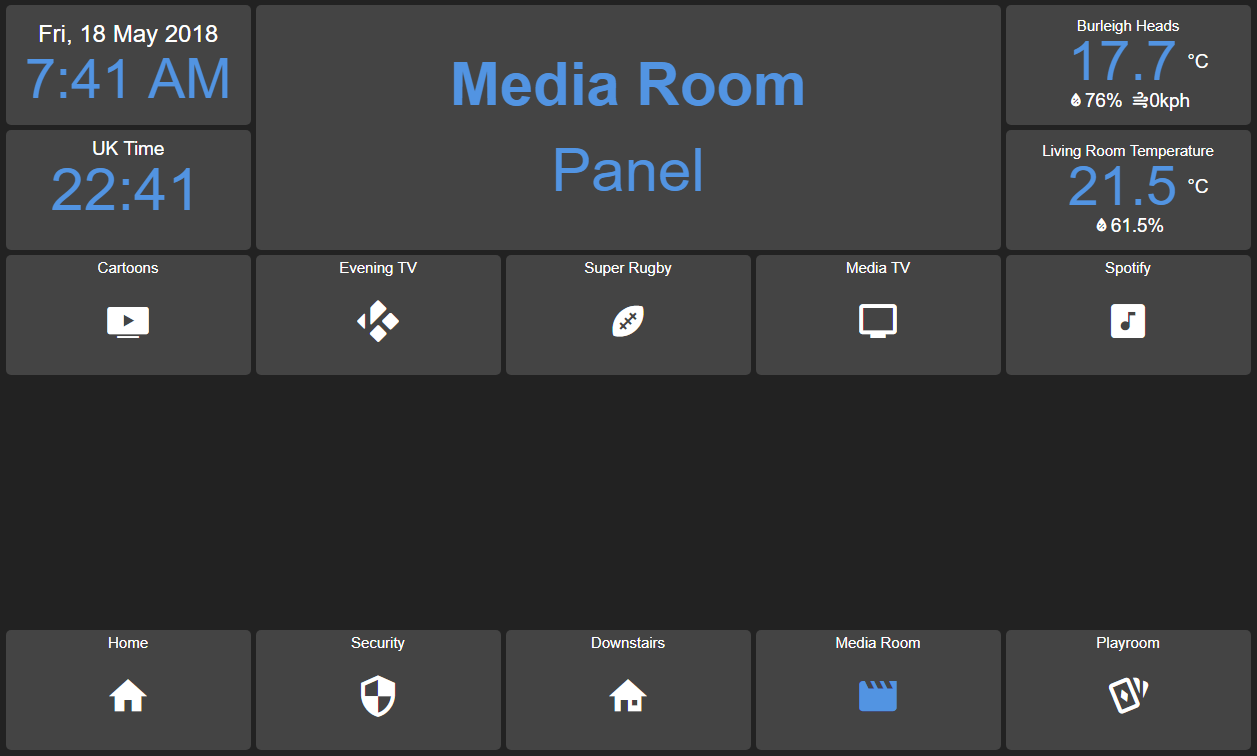 Fri, 18 May 2018
7:41 AM
UK Time
22:41
Media Room
Panel
Burleigh Heads
17.7 °C
76% 0kph
Living Room Temperature
21.5 °C
61.5%
Cartoons
Evening TV
Super Rugby
Media TV
Spotify
Home
Security
Downstairs
Media Room
Playroom